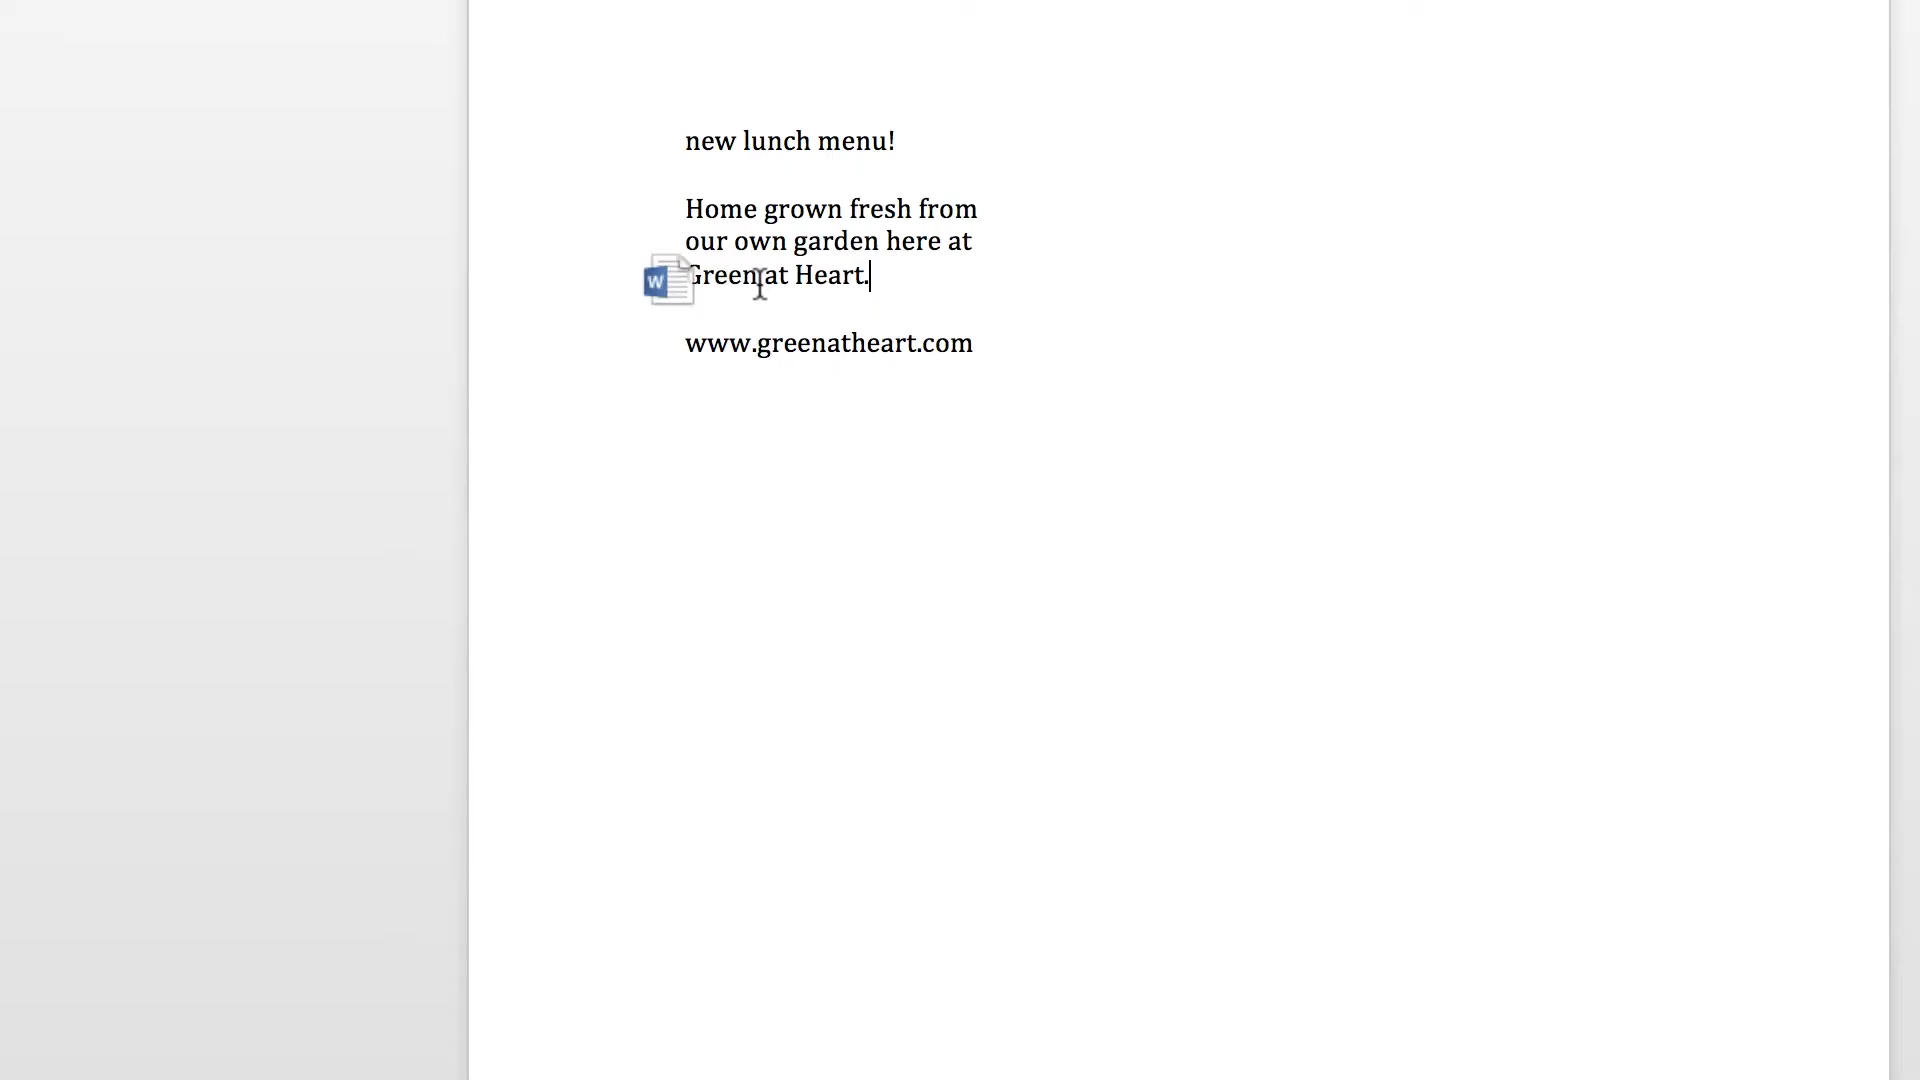 new lunch menu!
Home grown fresh from
our own garden here at
Green at Heart.
W
www.greenatheart.com